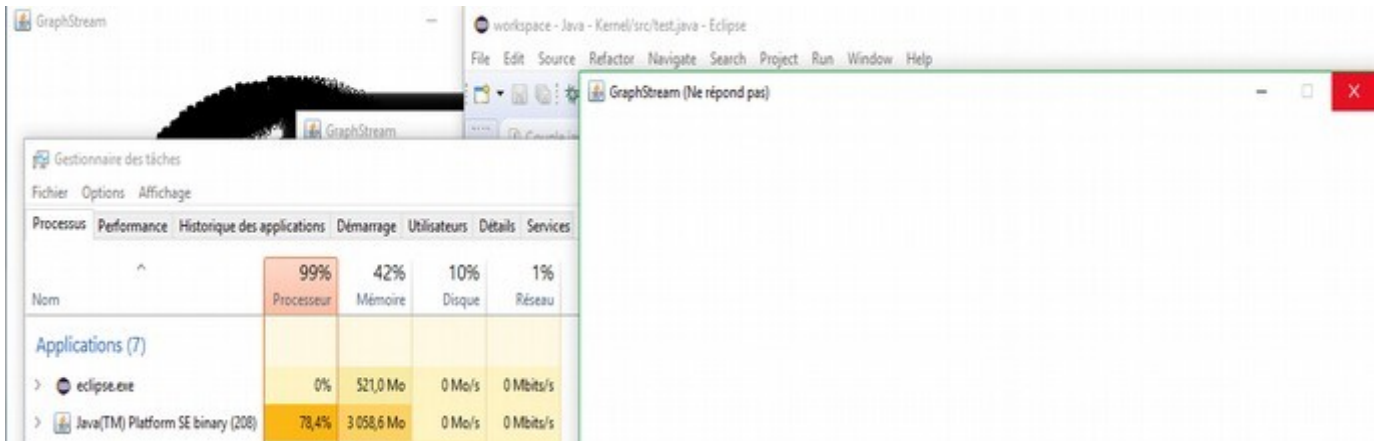 GraphStream
workspace - Java - Kernel/src/test.java - Eclipse
File Edit Source Refactor Navigate Search Project Run Window Help
GraphStream (Ne répond pas)
GraphStream
Gestionnaire des tâches
Fichier Options Affichage
Processus Performance Historique des applications Démarrage Utilisateurs Détails Services
99% 42% 10% 1%
Nom Processeur Mémoire Disque Réseau
Applications (7)
eclipse.exe 0% 521,0 Mo 0 Mo/s 0 Mbits/s
Java(TM) Platform SE binary (208) 78,4% 3 058,6 Mo 0 Mo/s 0 Mbits/s